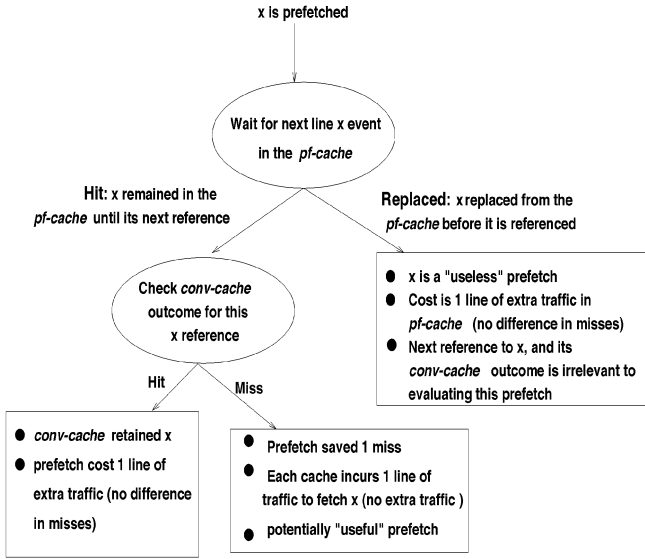 x is prefetched
Wait for next line x event
in the pf-cache
Hit: x remained in the
pf-cache until its next reference
Replaced: x replaced from the
pf-cache before it is referenced
Check conv-cache
outcome for this
x reference
x is a "useless" prefetch
Cost is 1 line of extra traffic in
pf-cache (no difference in misses)
Next reference to x, and its
conv-cache outcome is irrelevant to
evaluating this prefetch
Hit
Miss
conv-cache retained x
prefetch cost 1 line of
extra traffic (no difference
in misses)
Prefetch saved 1 miss
Each cache incurs 1 line of
traffic to fetch x (no extra traffic )
potentially "useful" prefetch